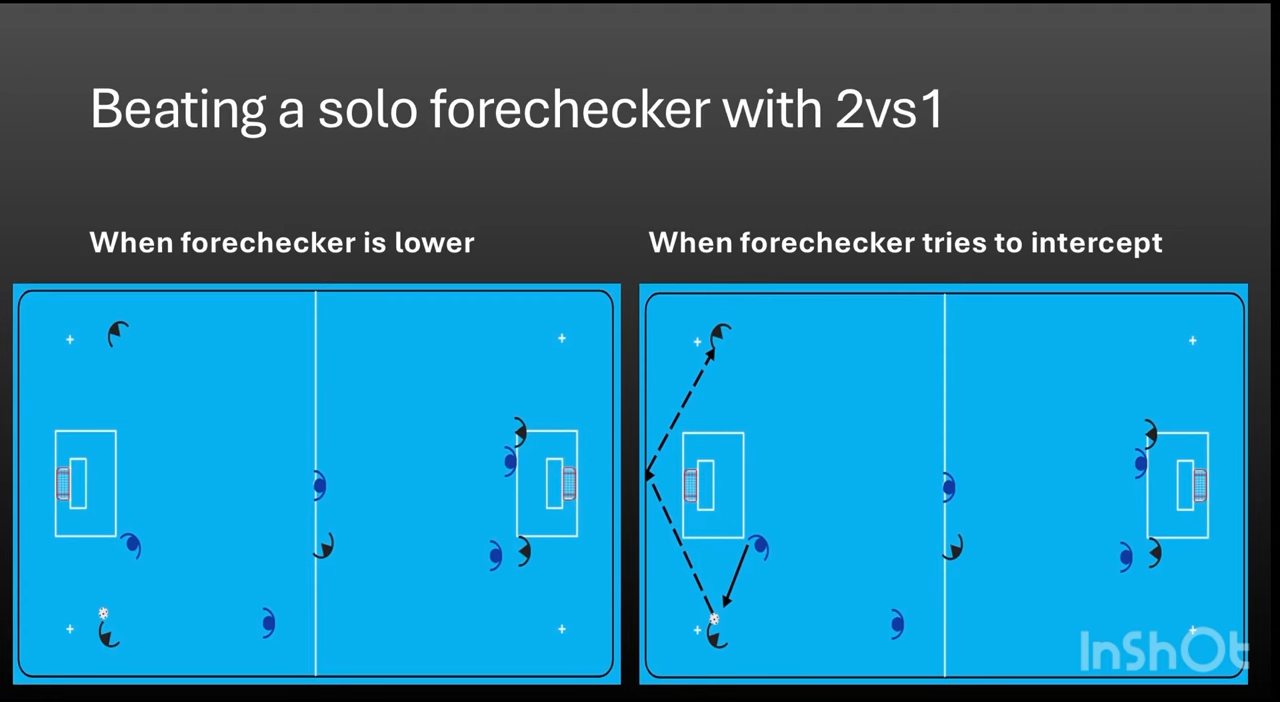 Beating a solo forechecker with 2vs1
When forechecker is lower
When forechecker tries to intercept
InShOt